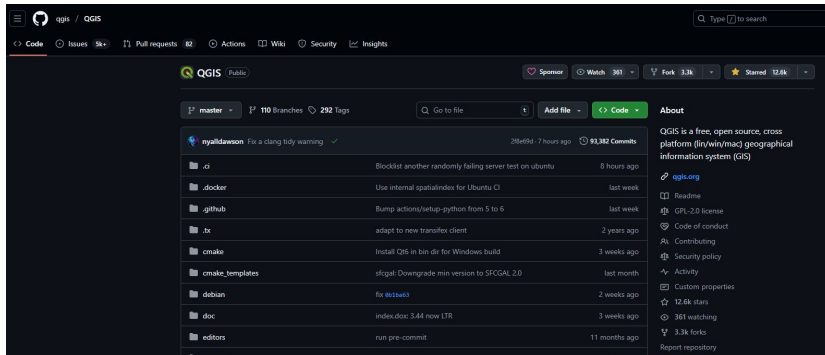 qgis / QGIS
Type / to search
Code
Issues 5k+
Pull requests 82
Actions
Wiki
Security
Insights
QGIS Public
Sponsor
Watch 361
Fork 3.3k
Starred 12.6k
master
110 Branches
292 Tags
Go to file t
Add file
Code
nyalldawson Fix a clang tidy warning
2f8e69d · 7 hours ago
93,382 Commits
.ci Blocklist another randomly failing server test on ubuntu 8 hours ago
.docker Use internal spatialindex for Ubuntu CI last week
.github Bump actions/setup-python from 5 to 6 last week
.tx adapt to new transifex client 2 years ago
cmake Install Qt6 in bin dir for Windows build 3 weeks ago
cmake_templates sfcgal: Downgrade min version to SFCGAL 2.0 last month
debian fix 0b1be63 2 weeks ago
doc index.dox: 3.44 now LTR 3 weeks ago
editors run pre-commit 11 months ago
About
QGIS is a free, open source, cross
platform (lin/win/mac) geographical
information system (GIS)
qgis.org
Readme
GPL-2.0 license
Code of conduct
Contributing
Security policy
Activity
Custom properties
12.6k stars
361 watching
3.3k forks
Report repository